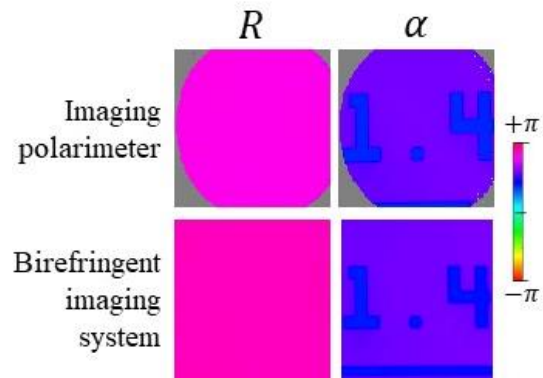 R α
Imaging
polarimeter
1.4
+π
−π
Birefringent
imaging
system
1.4